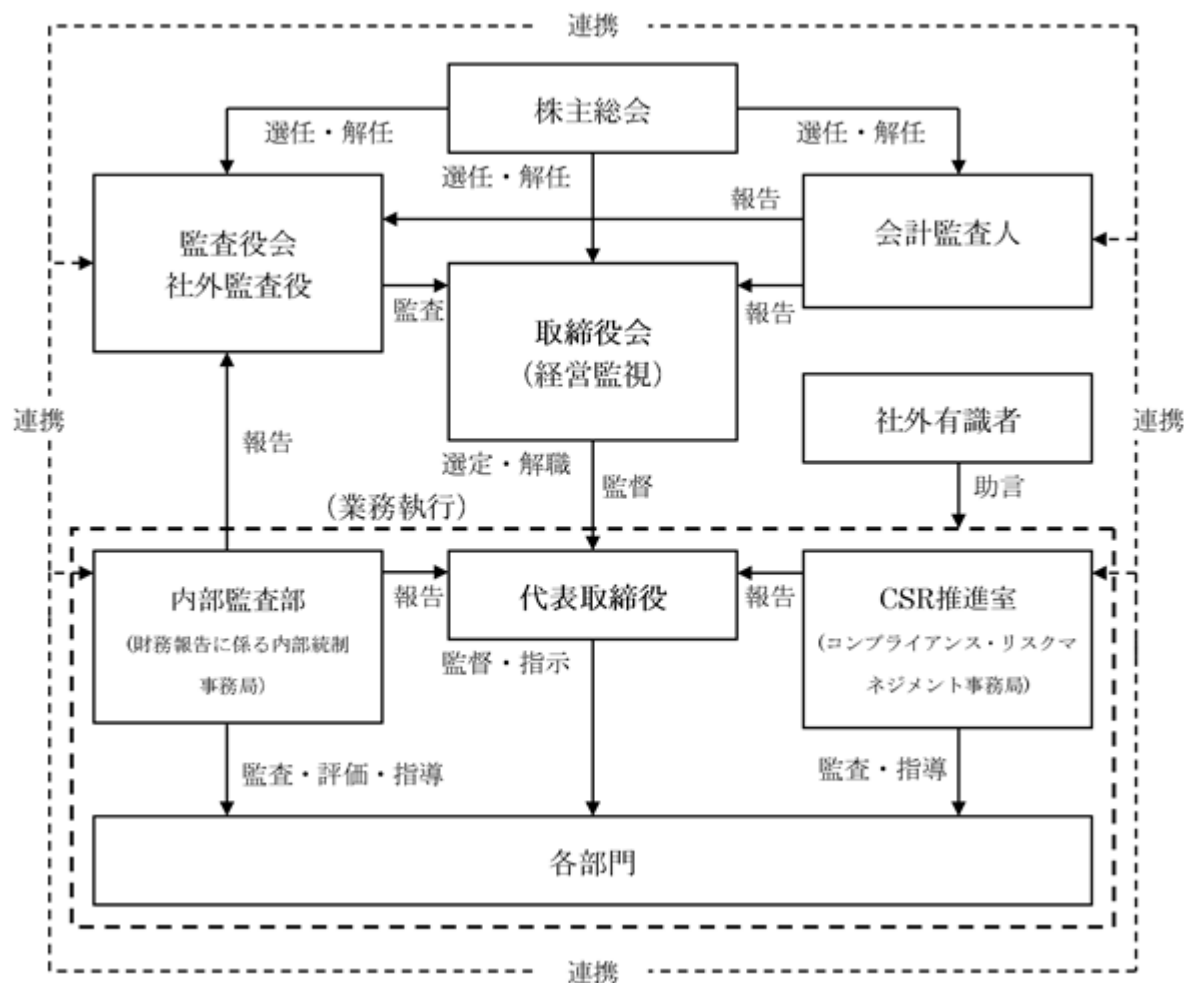 連携
株主総会
選任・解任
選任・解任
選任・解任
報告
監査役会
社外監査役
会計監査人
監査
報告
取締役会
(経営監視)
連携
連携
社外有識者
報告
選定・解職
監督
助言
(業務執行)
内部監査部
(財務報告に係る内部統制
事務局)
報告
代表取締役
報告
CSR推進室
(コンプライアンス・リスクマ
ネジメント事務局)
監督・指示
監査・評価・指導
監査・指導
各部門
連携